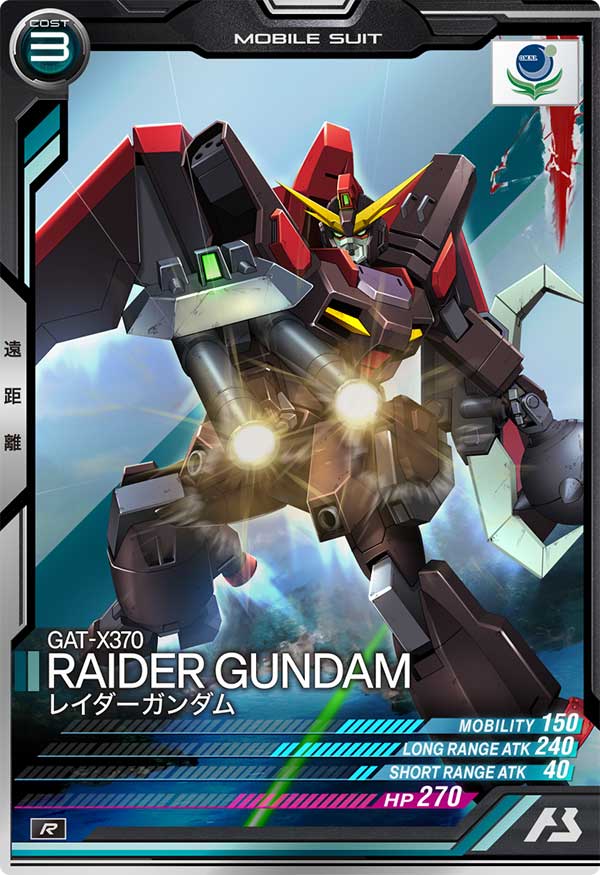 COST
3
MOBILE SUIT
O.M.N.I.
遠距離
GAT-X370
RAIDER GUNDAM
レイダーガンダム
MOBILITY 150
LONG RANGE ATK 240
SHORT RANGE ATK 40
HP 270
R